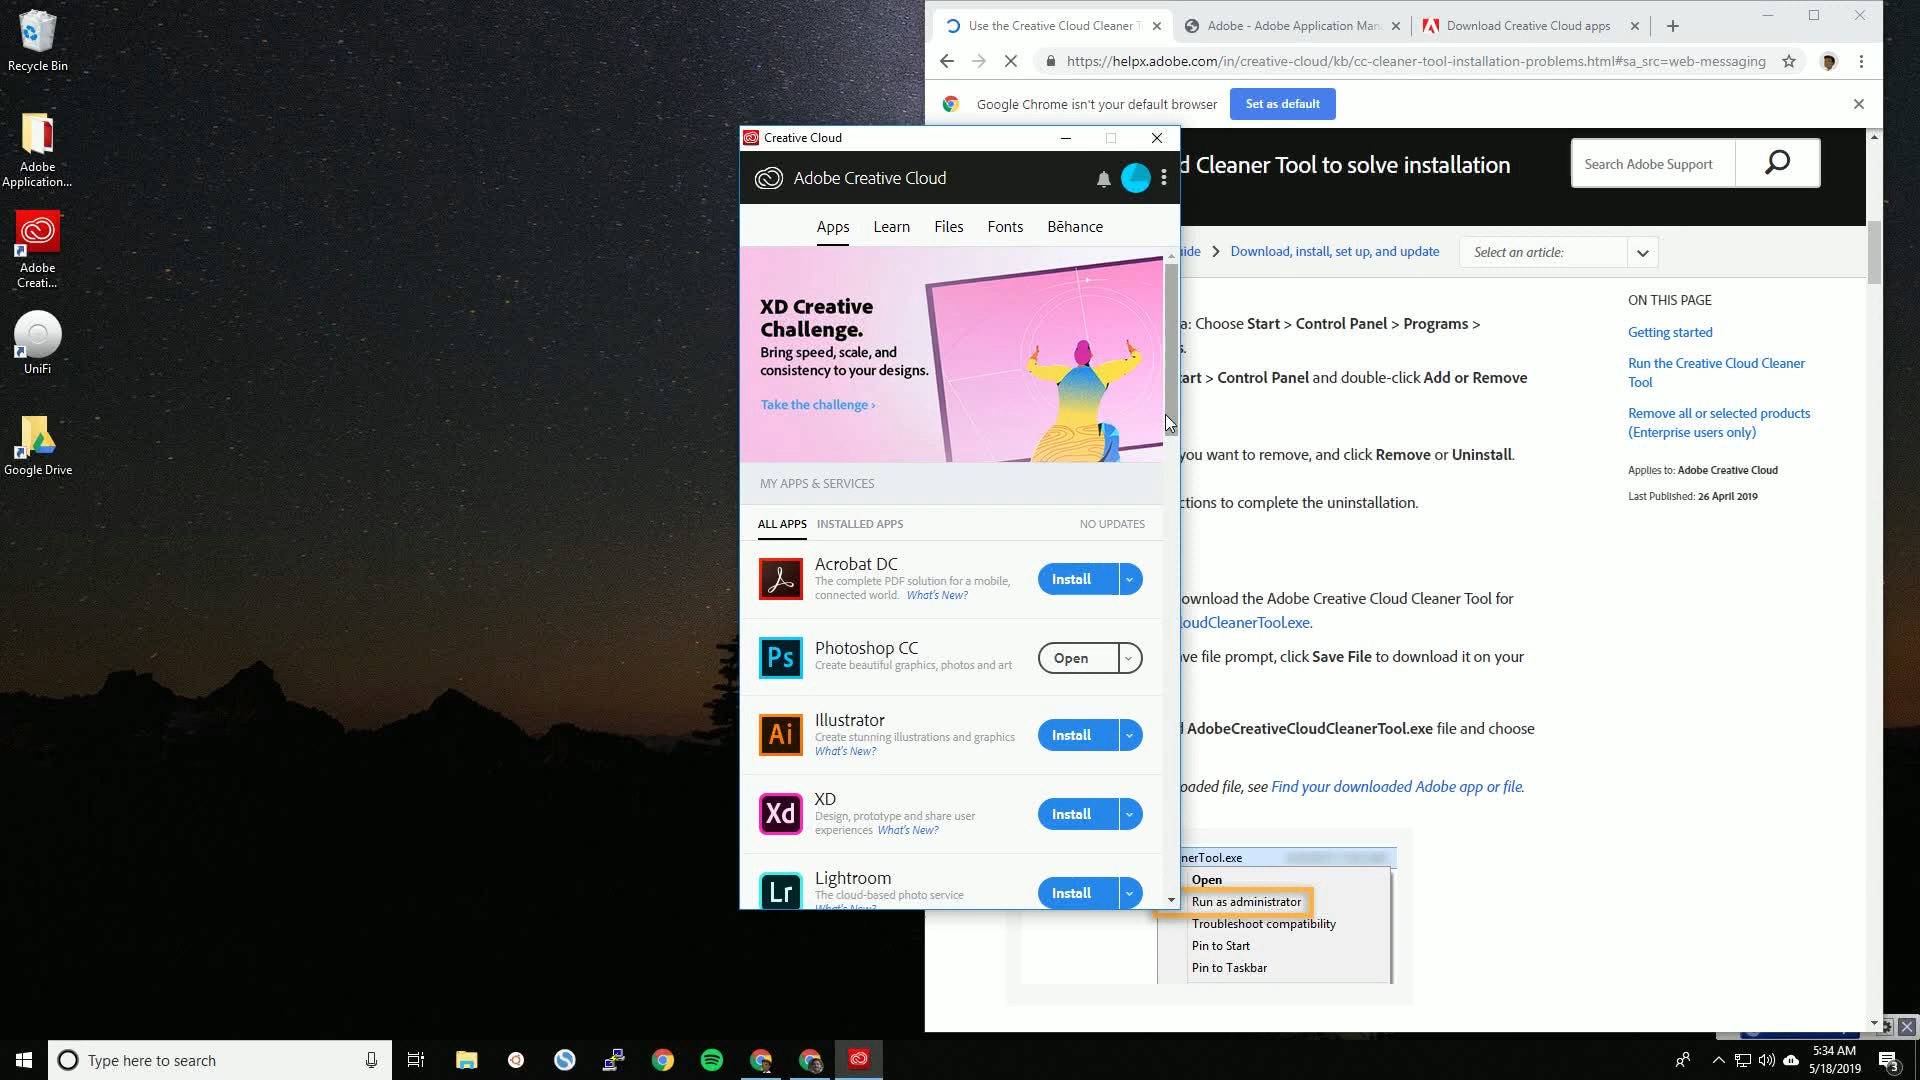 Recycle Bin
Adobe
Application...
Adobe
Creati...
UniFi
Google Drive
Use the Creative Cloud Cleaner T
Adobe - Adobe Application Man
Download Creative Cloud apps
https://helpx.adobe.com/in/creative-cloud/kb/cc-cleaner-tool-installation-problems.html#sa_src=web-messaging
Google Chrome isn't your default browser
Set as default
d Cleaner Tool to solve installation
Search Adobe Support
uide > Download, install, set up, and update
Select an article:
a: Choose Start > Control Panel > Programs >
s.
art > Control Panel and double-click Add or Remove
you want to remove, and click Remove or Uninstall.
ctions to complete the uninstallation.
ownload the Adobe Creative Cloud Cleaner Tool for
loudCleanerTool.exe.
ve file prompt, click Save File to download it on your
d AdobeCreativeCloudCleanerTool.exe file and choose
oaded file, see Find your downloaded Adobe app or file.
nerTool.exe
Open
Run as administrator
Troubleshoot compatibility
Pin to Start
Pin to Taskbar
ON THIS PAGE
Getting started
Run the Creative Cloud Cleaner
Tool
Remove all or selected products
(Enterprise users only)
Applies to: Adobe Creative Cloud
Last Published: 26 April 2019
Creative Cloud
Adobe Creative Cloud
Apps
Learn
Files
Fonts
Bēhance
XD Creative
Challenge.
Bring speed, scale, and
consistency to your designs.
Take the challenge ›
MY APPS & SERVICES
ALL APPS
INSTALLED APPS
NO UPDATES
Acrobat DC
The complete PDF solution for a mobile,
connected world. What's New?
Install
Ps
Photoshop CC
Create beautiful graphics, photos and art
Open
Ai
Illustrator
Create stunning illustrations and graphics
What's New?
Install
Xd
XD
Design, prototype and share user
experiences What's New?
Install
Lr
Lightroom
The cloud-based photo service
What's New?
Install
Type here to search
5:34 AM
5/18/2019
3